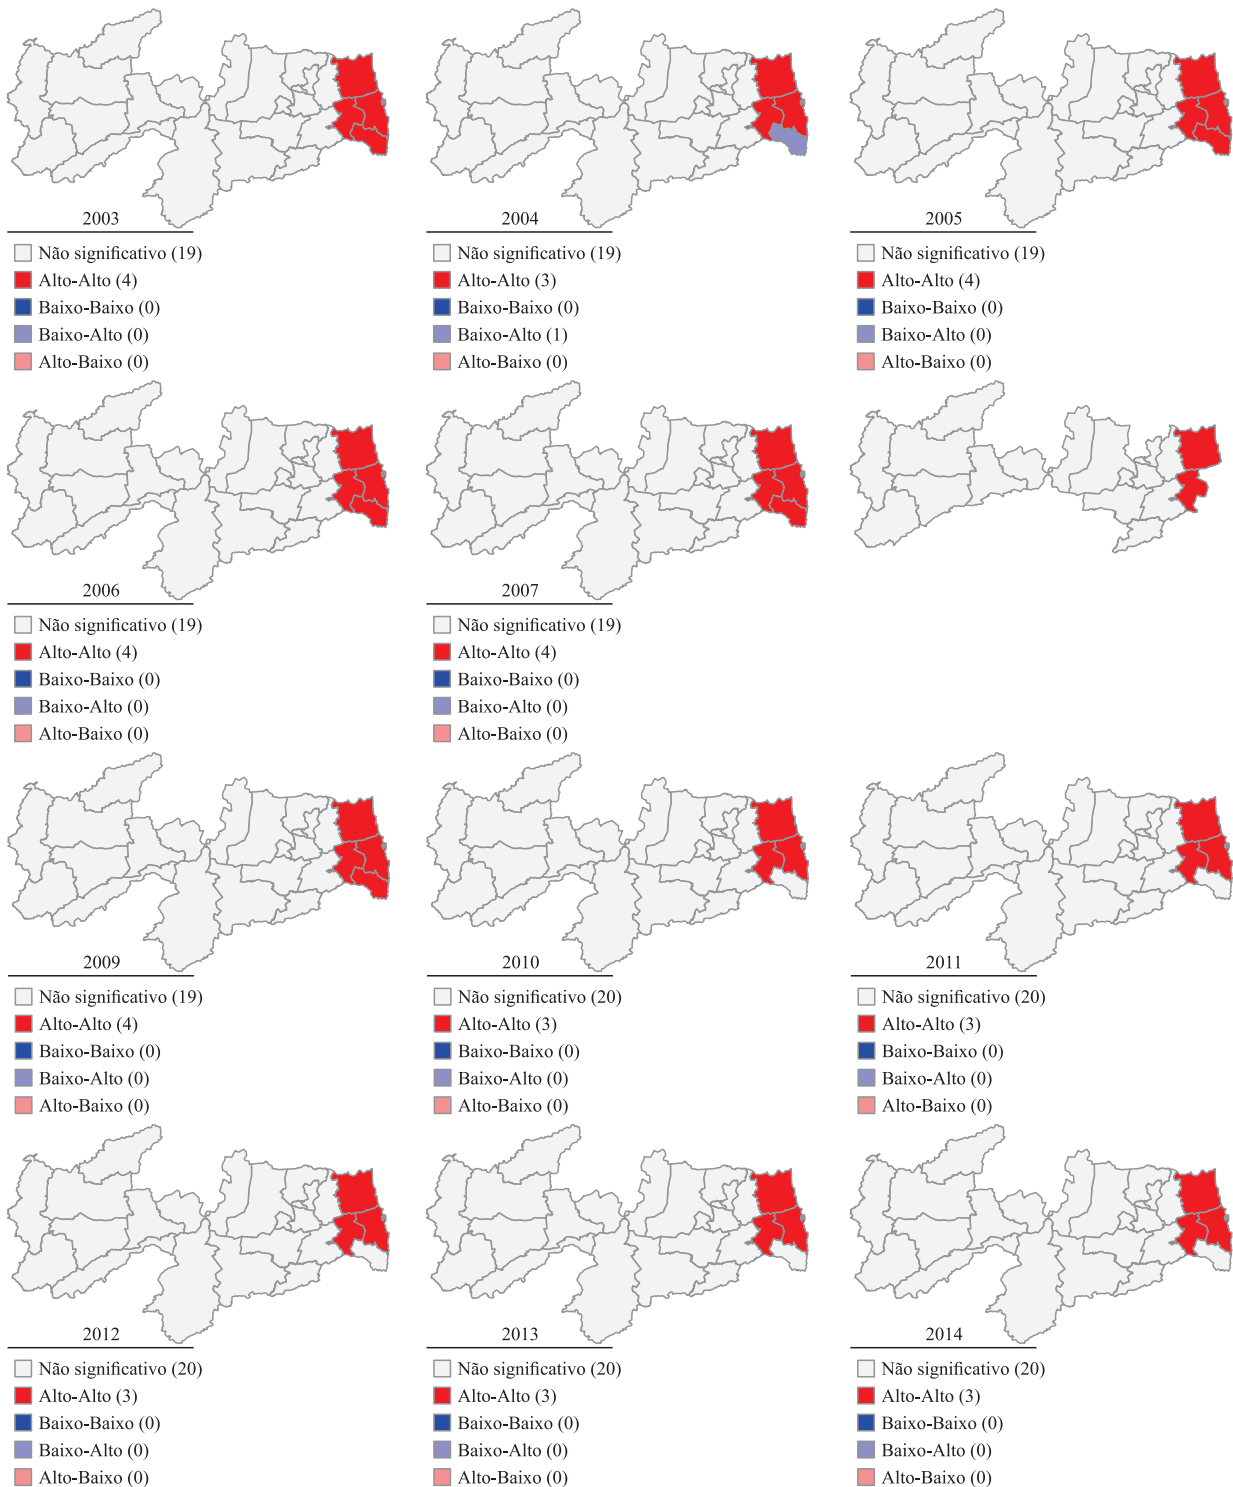 2003
Não significativo (19)
Alto-Alto (4)
Baixo-Baixo (0)
Baixo-Alto (0)
Alto-Baixo (0)
2004
Não significativo (19)
Alto-Alto (3)
Baixo-Baixo (0)
Baixo-Alto (1)
Alto-Baixo (0)
2005
Não significativo (19)
Alto-Alto (4)
Baixo-Baixo (0)
Baixo-Alto (0)
Alto-Baixo (0)
2006
Não significativo (19)
Alto-Alto (4)
Baixo-Baixo (0)
Baixo-Alto (0)
Alto-Baixo (0)
2007
Não significativo (19)
Alto-Alto (4)
Baixo-Baixo (0)
Baixo-Alto (0)
Alto-Baixo (0)
2009
Não significativo (19)
Alto-Alto (4)
Baixo-Baixo (0)
Baixo-Alto (0)
Alto-Baixo (0)
2010
Não significativo (20)
Alto-Alto (3)
Baixo-Baixo (0)
Baixo-Alto (0)
Alto-Baixo (0)
2011
Não significativo (20)
Alto-Alto (3)
Baixo-Baixo (0)
Baixo-Alto (0)
Alto-Baixo (0)
2012
Não significativo (20)
Alto-Alto (3)
Baixo-Baixo (0)
Baixo-Alto (0)
Alto-Baixo (0)
2013
Não significativo (20)
Alto-Alto (3)
Baixo-Baixo (0)
Baixo-Alto (0)
Alto-Baixo (0)
2014
Não significativo (20)
Alto-Alto (3)
Baixo-Baixo (0)
Baixo-Alto (0)
Alto-Baixo (0)